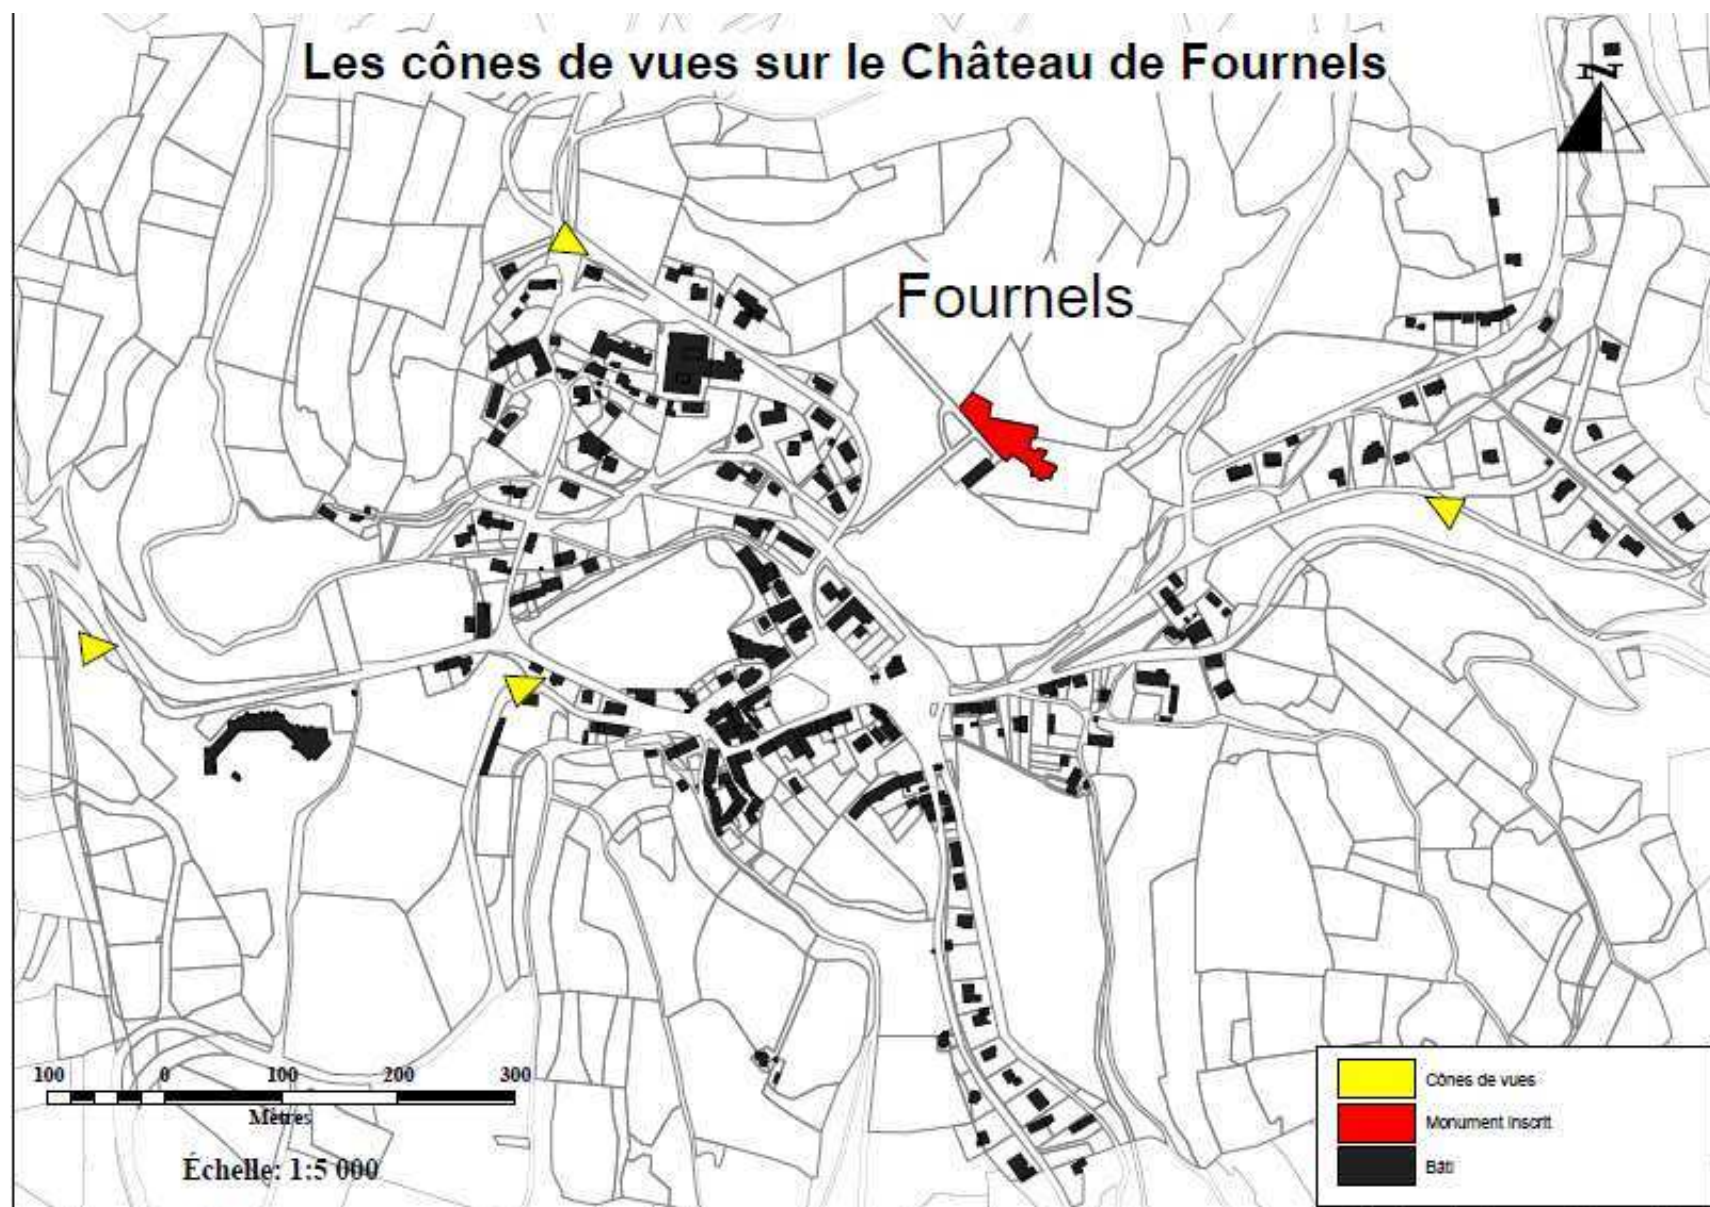 Les cônes de vues sur le Château de Fournels
N
Fournels
100 0 100 200 300
Mètres
Échelle: 1:5 000
Cônes de vues
Monument Inscrit
Bâti